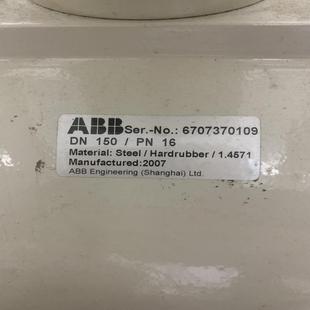 ABB Ser.-No.: 6707370109
DN 150 / PN 16
Material: Steel / Hardrubber / 1.4571
Manufactured:2007
ABB Engineering (Shanghai) Ltd.